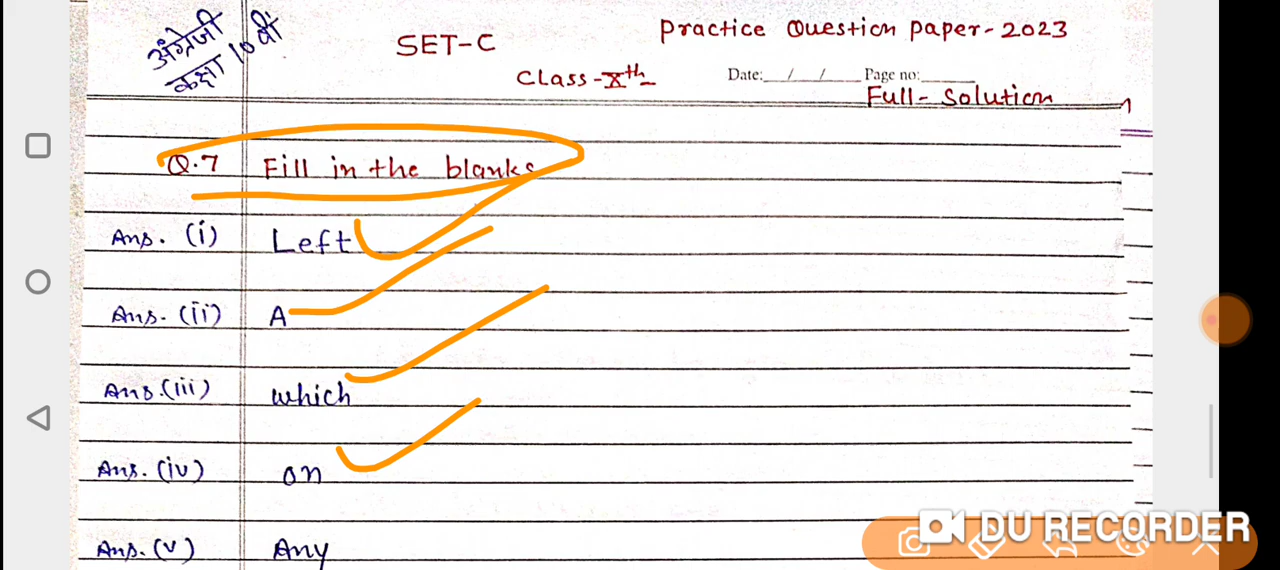 अंग्रेजी
कक्षा 10 वीं
SET-C
Practice Question paper-2023
Class-Xth
Date: / / Page no:
Full-Solution
Q.7 Fill in the blanks
Ans. (i) Left
Ans. (ii) A
Ans. (iii) which
Ans. (iv) on
Ans. (v) Any
DU RECORDER